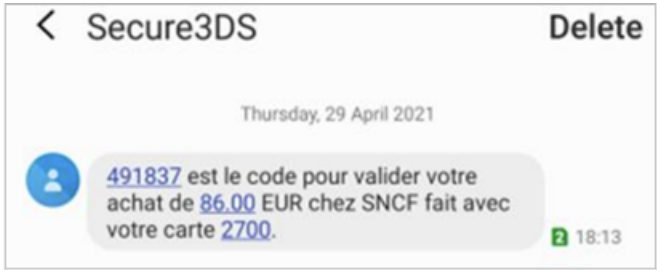 Secure3DS Delete
Thursday, 29 April 2021
491837 est le code pour valider votre
achat de 86.00 EUR chez SNCF fait avec
votre carte 2700.
2 18:13